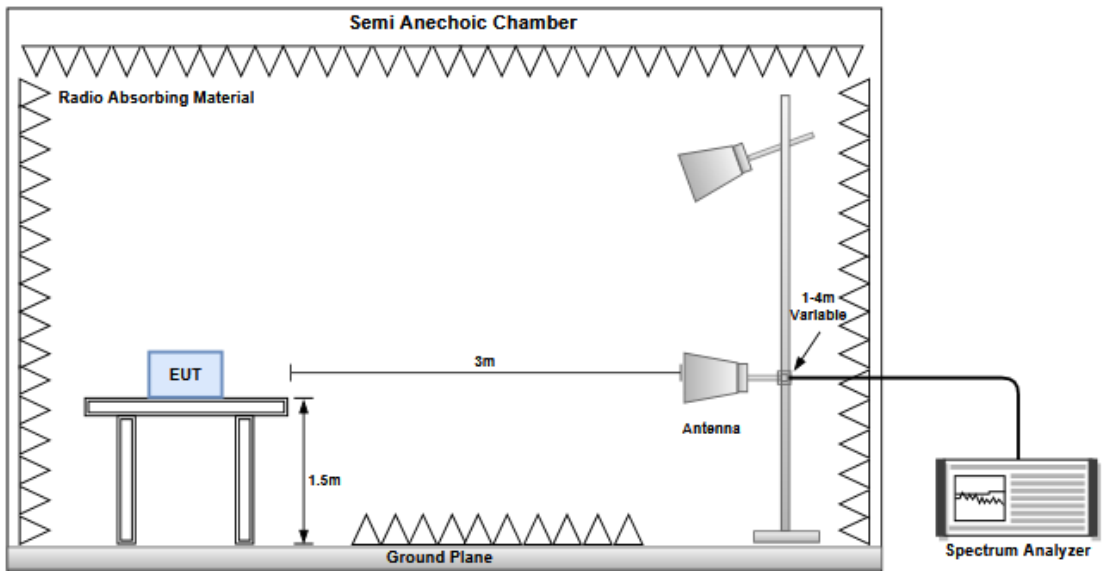 Semi Anechoic Chamber
Radio Absorbing Material
1-4m
Variable
3m
EUT
Antenna
1.5m
Ground Plane
Spectrum Analyzer